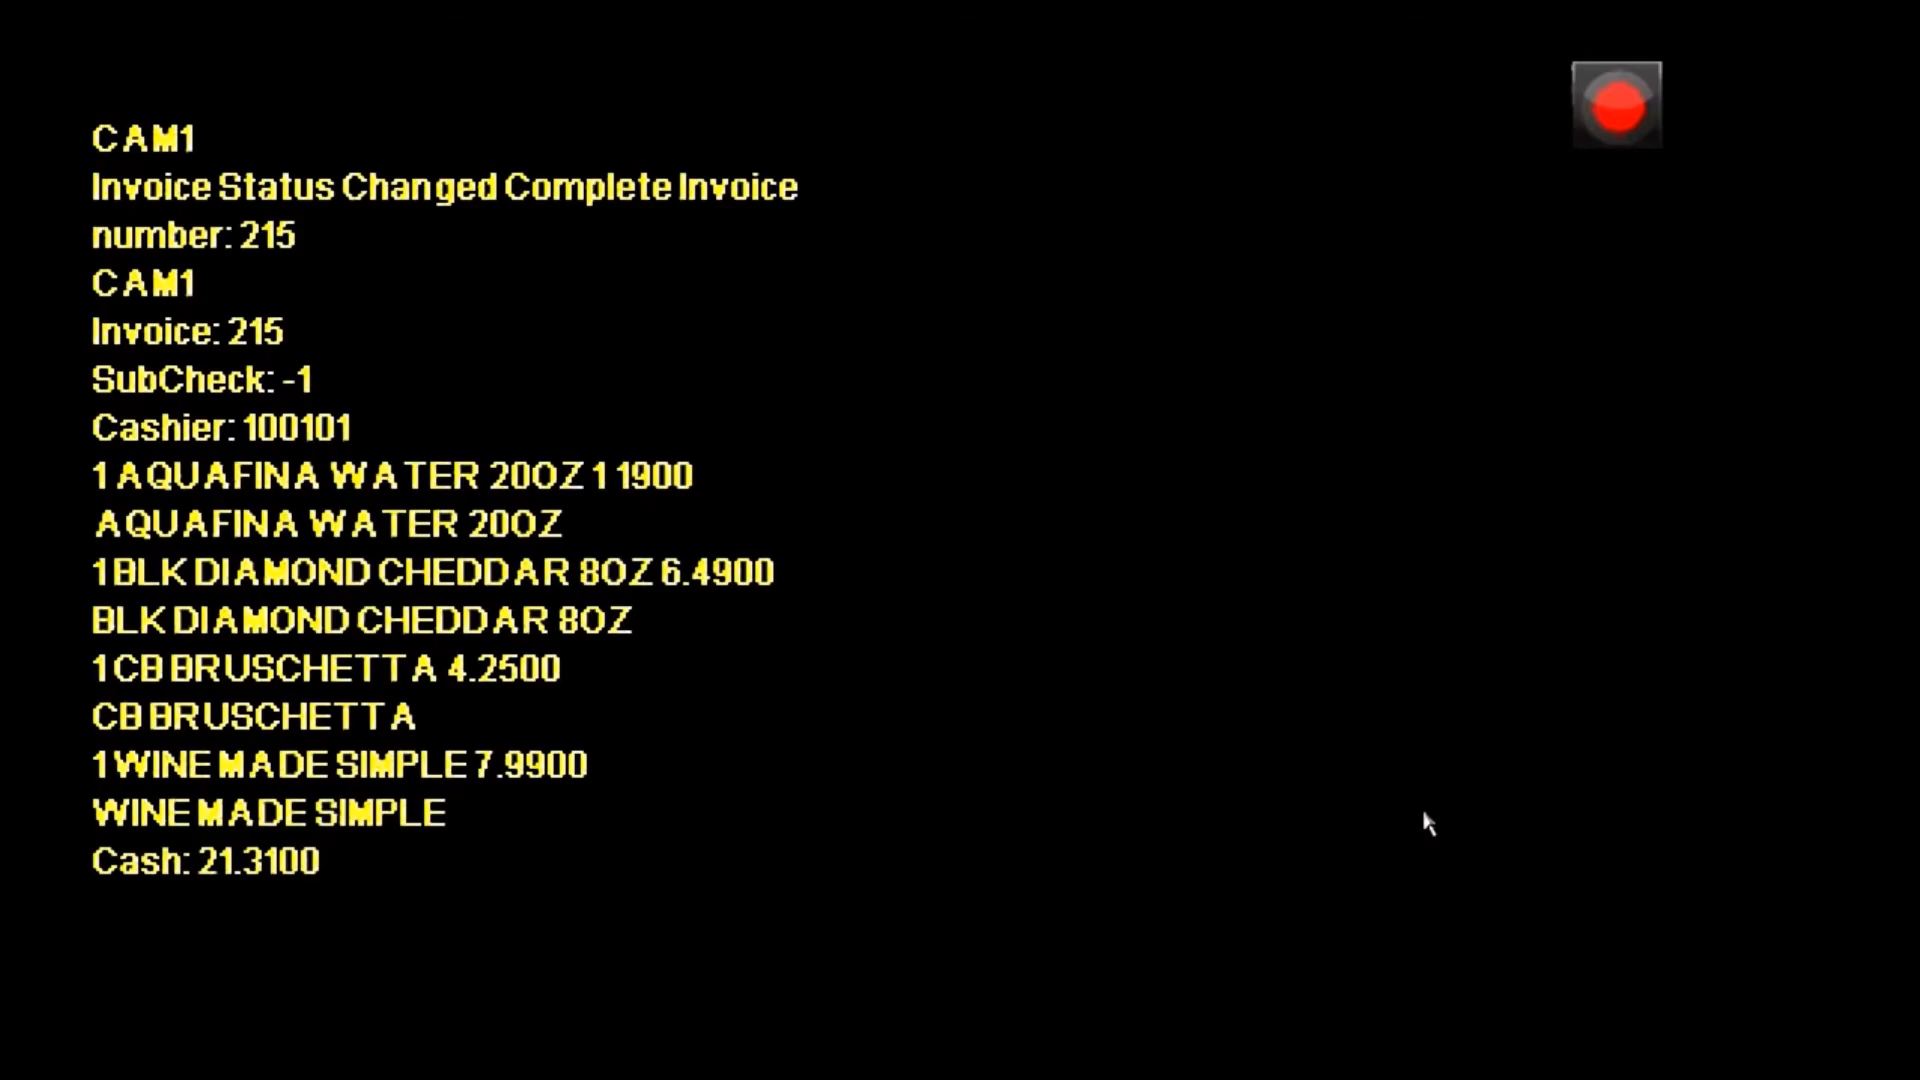 CAM1
Invoice Status Changed Complete Invoice
number: 215
CAM1
Invoice: 215
SubCheck: -1
Cashier: 100101
1 AQUAFINA WATER 20OZ 1 1900
AQUAFINA WATER 20OZ
1 BLK DIAMOND CHEDDAR 8OZ 6.4900
BLK DIAMOND CHEDDAR 8OZ
1 CB BRUSCHETTA 4.2500
CB BRUSCHETTA
1 WINE MADE SIMPLE 7.9900
WINE MADE SIMPLE
Cash: 21.3100